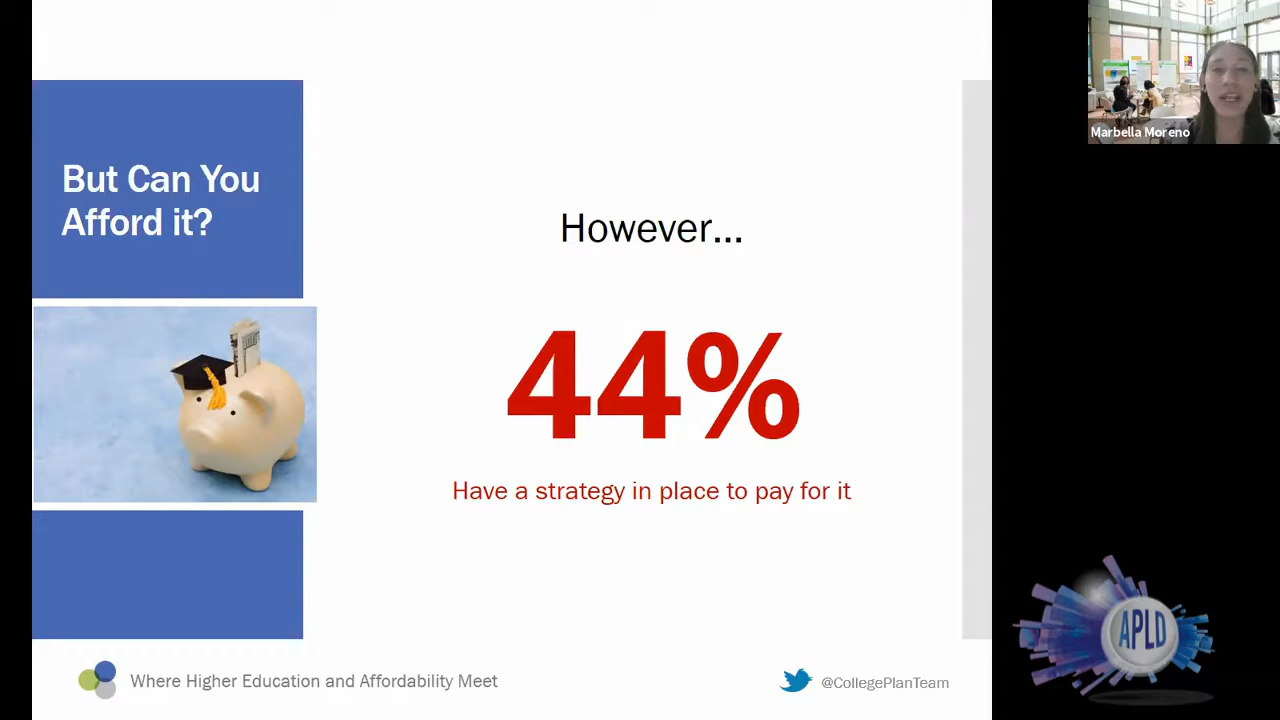 But Can You
Afford it?
However...
44%
Have a strategy in place to pay for it
Where Higher Education and Affordability Meet
@CollegePlanTeam
Marbella Moreno
APLD